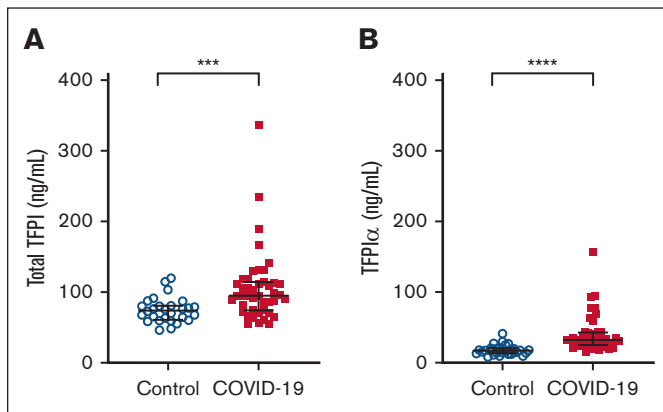 A
***
400
300
200
100
0
Total TFPI (ng/mL)
Control COVID-19
B
****
400
300
200
100
0
TFPIα (ng/mL)
Control COVID-19